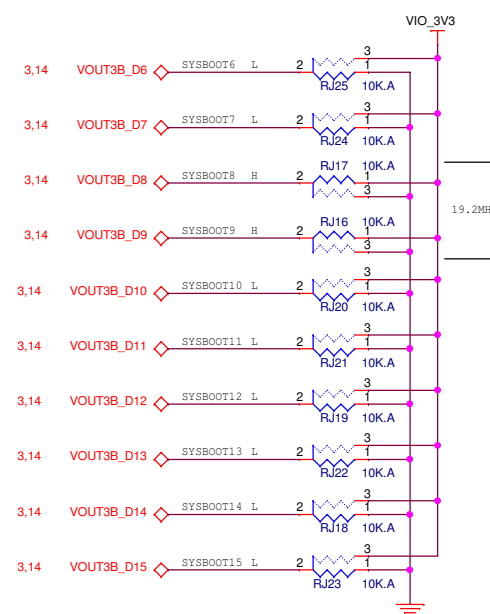 VIO_3V3
3,14 VOUT3B_D6 SYSBOOT6 L 2 3 1
RJ25 10K.A
3,14 VOUT3B_D7 SYSBOOT7 L 2 3 1
RJ24 10K.A
RJ17 10K.A
3,14 VOUT3B_D8 SYSBOOT8 H 2 1 3
RJ16 10K.A
3,14 VOUT3B_D9 SYSBOOT9 H 2 1 3
19.2MH
3,14 VOUT3B_D10 SYSBOOT10 L 2 3 1
RJ20 10K.A
3,14 VOUT3B_D11 SYSBOOT11 L 2 3 1
RJ21 10K.A
3,14 VOUT3B_D12 SYSBOOT12 L 2 3 1
RJ19 10K.A
3,14 VOUT3B_D13 SYSBOOT13 L 2 3 1
RJ22 10K.A
3,14 VOUT3B_D14 SYSBOOT14 L 2 3 1
RJ18 10K.A
3,14 VOUT3B_D15 SYSBOOT15 L 2 3 1
RJ23 10K.A